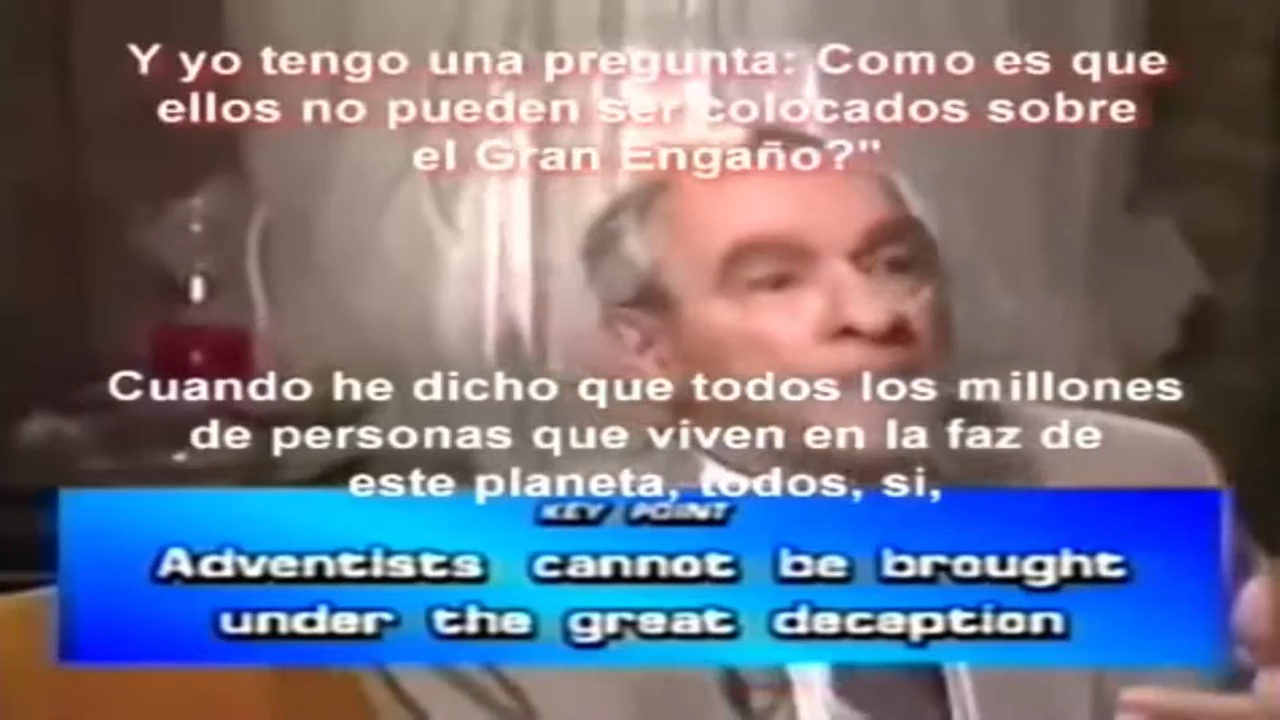 Y yo tengo una pregunta: Como es que
ellos no pueden ser colocados sobre
el Gran Engaño?"
Cuando he dicho que todos los millones
de personas que viven en la faz de
este planeta, todos, si,
KEY POINT
Adventists cannot be brought
under the great deception